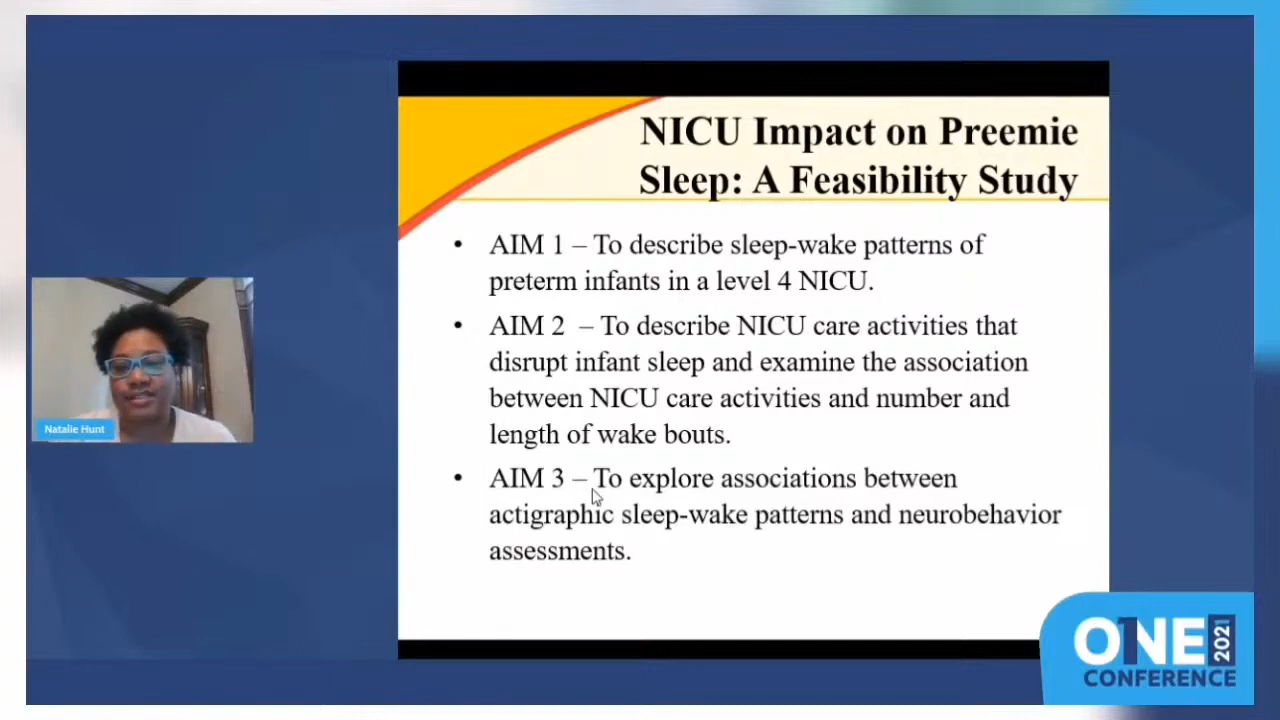 NICU Impact on Preemie
Sleep: A Feasibility Study
• AIM 1 – To describe sleep-wake patterns of
preterm infants in a level 4 NICU.
• AIM 2 – To describe NICU care activities that
disrupt infant sleep and examine the association
between NICU care activities and number and
length of wake bouts.
• AIM 3 – To explore associations between
actigraphic sleep-wake patterns and neurobehavior
assessments.
Natalie Hunt
ONE 2021
CONFERENCE